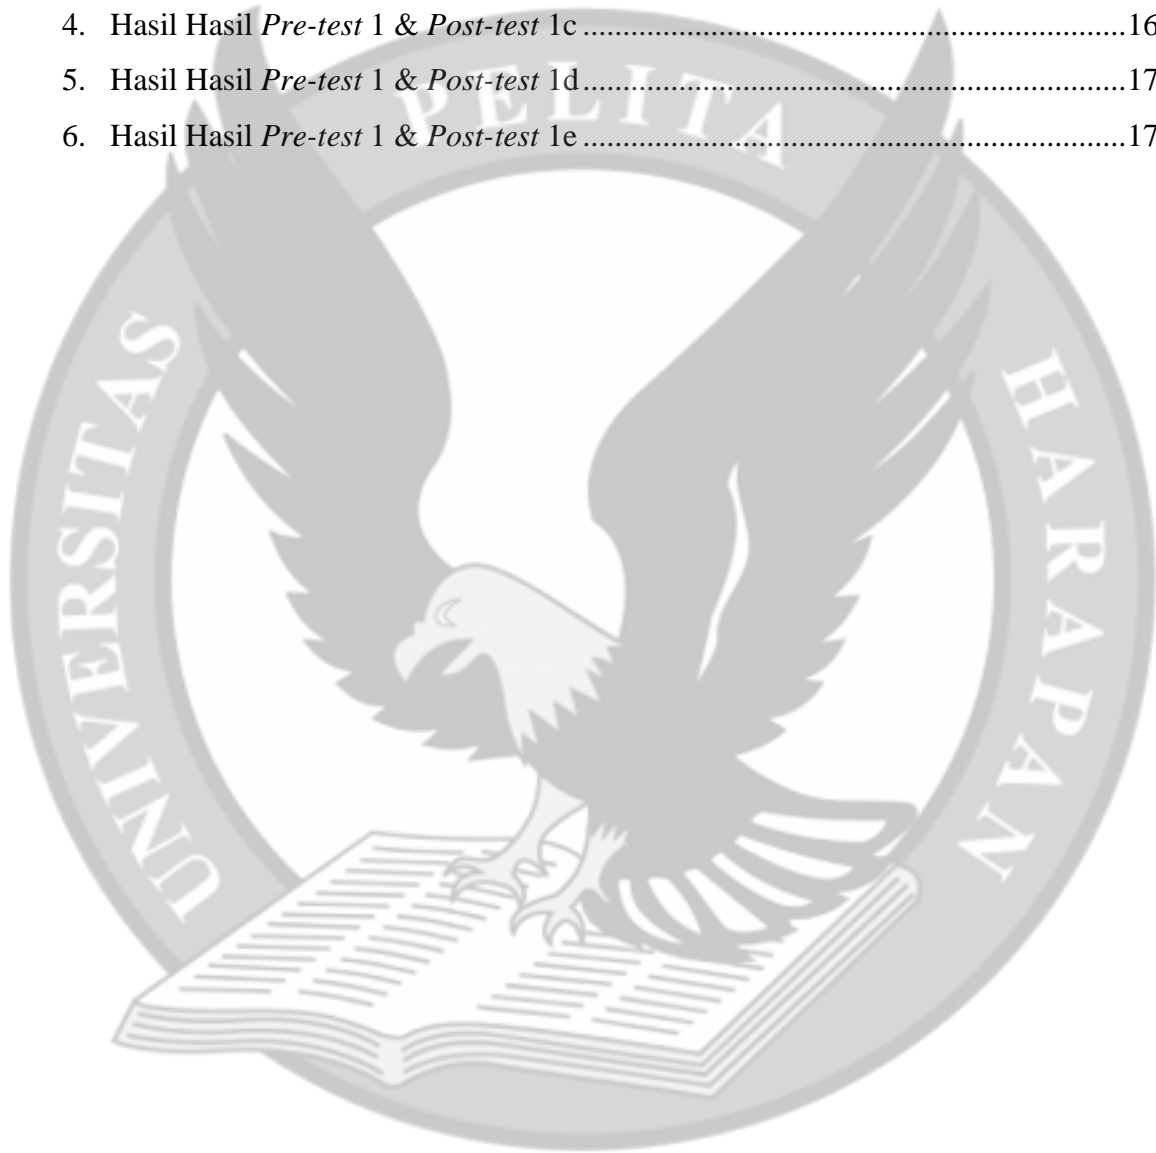 4. Hasil Hasil Pre-test 1 & Post-test 1c ........................................................................16
5. Hasil Hasil Pre-test 1 & Post-test 1d........................................................................17
6. Hasil Hasil Pre-test 1 & Post-test 1e ........................................................................17
UNIVERSITAS PELITA HARAPAN